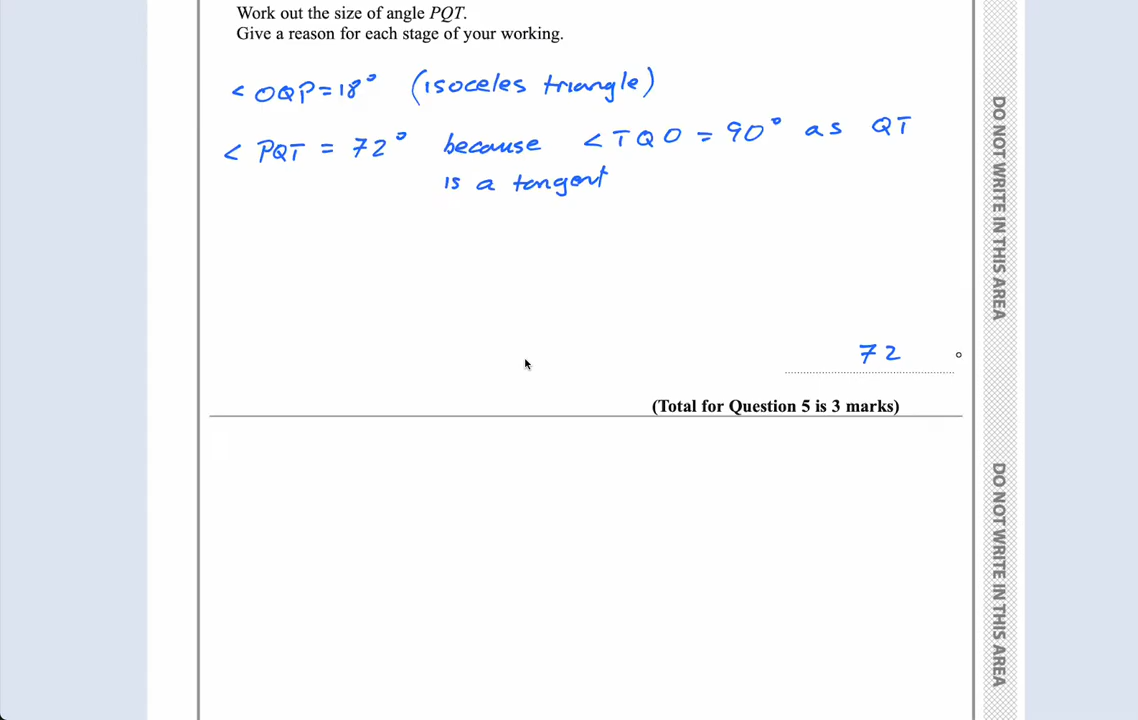 Work out the size of angle PQT.
Give a reason for each stage of your working.
< OQP = 18° (isoceles triangle)
< PQT = 72° because < TQO = 90° as QT
is a tangent
72 °
(Total for Question 5 is 3 marks)
DO NOT WRITE IN THIS AREA
DO NOT WRITE IN THIS AREA